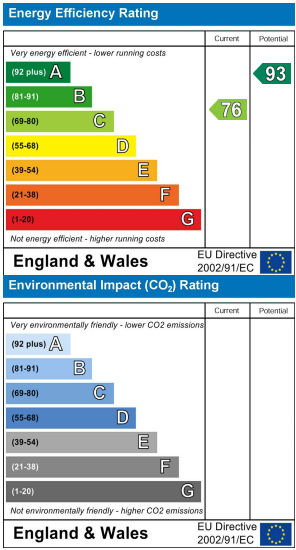 Energy Efficiency Rating
Current Potential
Very energy efficient - lower running costs
(92 plus) A
(81-91) B
(69-80) C
(55-68) D
(39-54) E
(21-38) F
(1-20) G
93
76
Not energy efficient - higher running costs
England & Wales
EU Directive
2002/91/EC
Environmental Impact (CO2) Rating
Current Potential
Very environmentally friendly - lower CO2 emissions
(92 plus) A
(81-91) B
(69-80) C
(55-68) D
(39-54) E
(21-38) F
(1-20) G
Not environmentally friendly - higher CO2 emissions
England & Wales
EU Directive
2002/91/EC